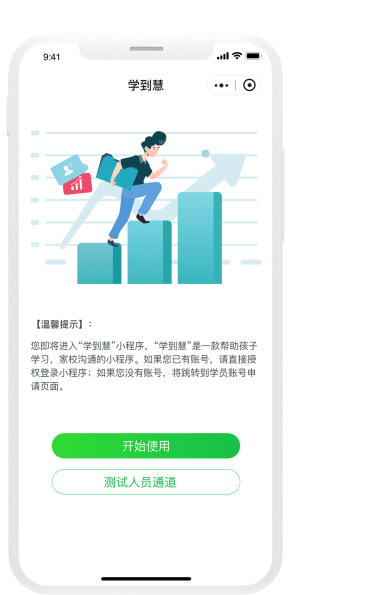 9:41
学到慧
【温馨提示】：
您即将进入“学到慧”小程序，“学到慧”是一款帮助孩子
学习，家校沟通的小程序。如果您已有账号，请直接授
权登录小程序；如果您没有账号，将跳转到学员账号申
请页面。
开始使用
测试人员通道